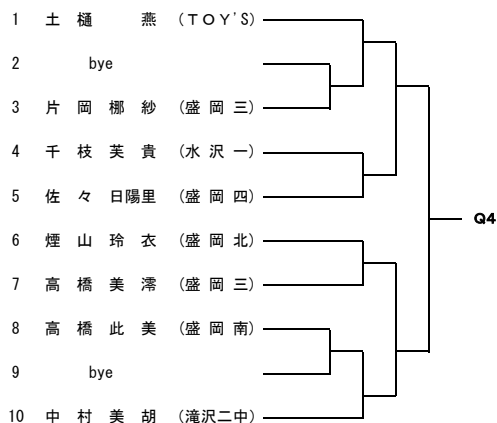 1 土 樋 燕 (TOY'S)
2 bye
3 片 岡 梛 紗 (盛 岡 三)
4 千 枝 芙 貴 (水 沢 一)
5 佐 々 日陽里 (盛 岡 四)
6 煙 山 玲 衣 (盛 岡 北)
7 高 橋 美 澪 (盛 岡 三)
8 高 橋 此 美 (盛 岡 南)
9 bye
10 中 村 美 胡 (滝沢二中)
Q4